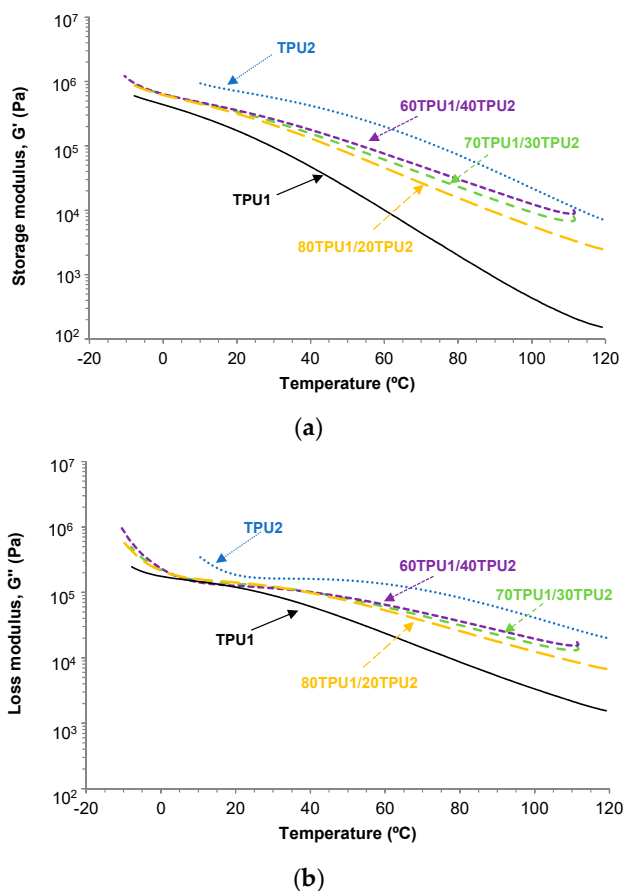 (a)
Storage modulus, G' (Pa)
10⁷
10⁶
10⁵
10⁴
10³
10²
TPU2
60TPU1/40TPU2
70TPU1/30TPU2
TPU1
80TPU1/20TPU2
-20 0 20 40 60 80 100 120
Temperature (ºC)
(a)
Loss modulus, G'' (Pa)
10⁷
10⁶
10⁵
10⁴
10³
10²
TPU2
60TPU1/40TPU2
70TPU1/30TPU2
TPU1
80TPU1/20TPU2
-20 0 20 40 60 80 100 120
Temperature (ºC)
(b)